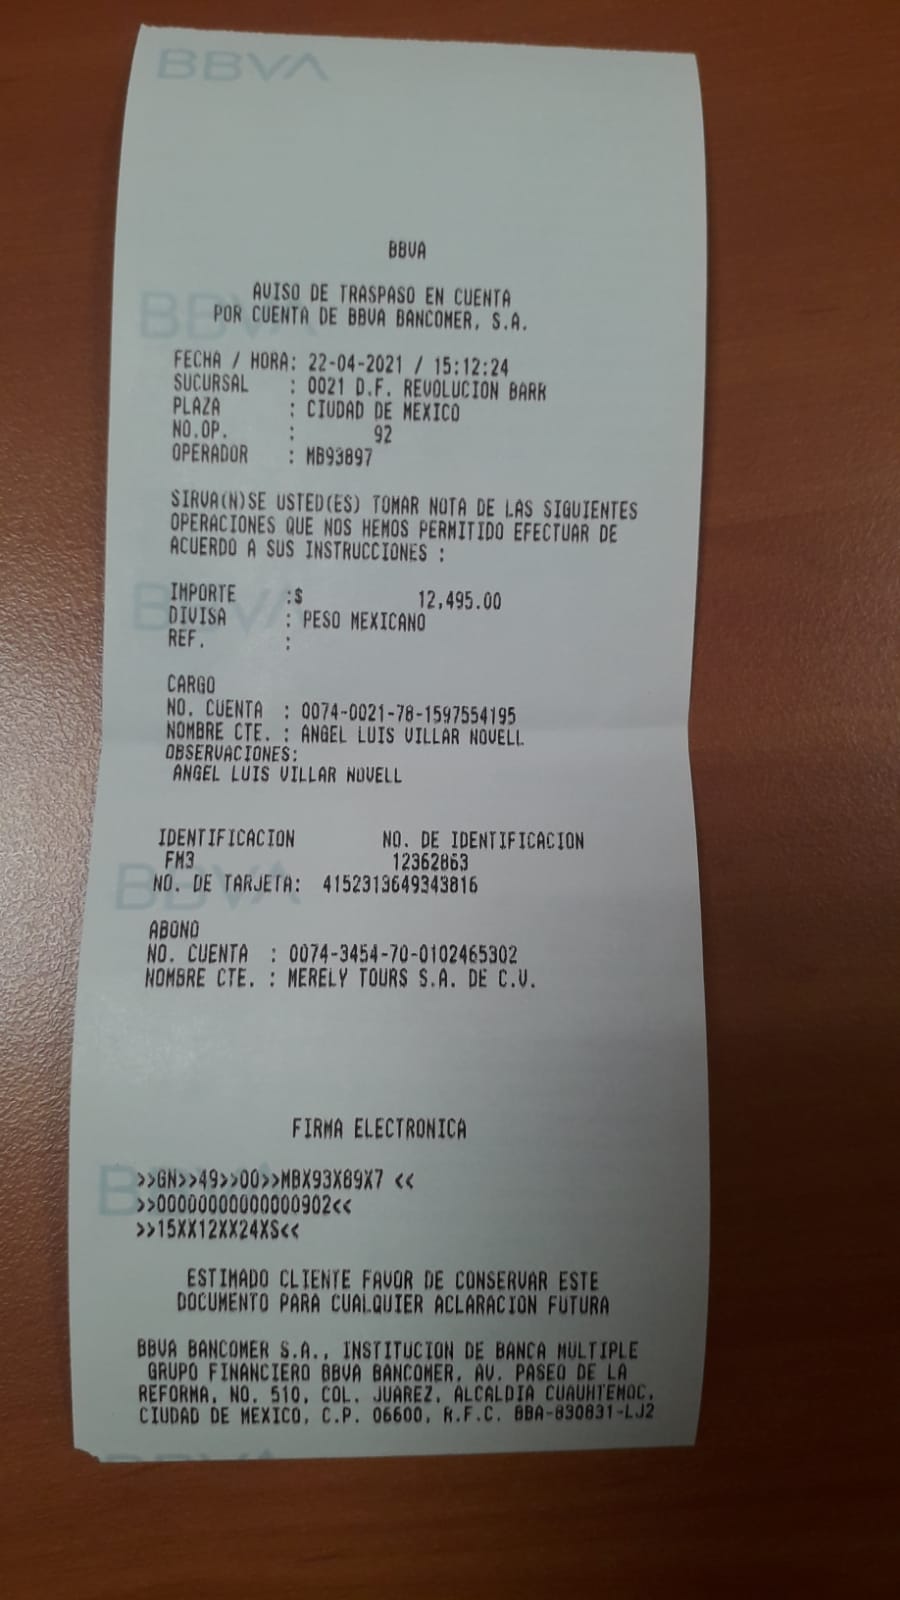 BBVA
BBVA
AVISO DE TRASPASO EN CUENTA
POR CUENTA DE BBVA BANCOMER, S.A.
FECHA / HORA: 22-04-2021 / 15:12:24
SUCURSAL : 0021 D.F. REVOLUCION BARR
PLAZA : CIUDAD DE MEXICO
NO.OP. : 92
OPERADOR : MB93897
SIRVA(N)SE USTED(ES) TOMAR NOTA DE LAS SIGUIENTES
OPERACIONES QUE NOS HEMOS PERMITIDO EFECTUAR DE
ACUERDO A SUS INSTRUCCIONES :
IMPORTE :$ 12,495.00
DIVISA : PESO MEXICANO
REF. :
CARGO
NO. CUENTA : 0074-0021-78-1597554195
NOMBRE CTE. : ANGEL LUIS VILLAR NOVELL
OBSERVACIONES:
ANGEL LUIS VILLAR NOVELL
IDENTIFICACION NO. DE IDENTIFICACION
FM3 12362863
NO. DE TARJETA: 4152313649343816
ABONO
NO. CUENTA : 0074-3454-70-0102465302
NOMBRE CTE. : MERELY TOURS S.A. DE C.V.
FIRMA ELECTRONICA
>>GN>>49>>00>>MBX93X89X7 <<
>>00000000000000902<<
>>15XX12XX24XS<<
ESTIMADO CLIENTE FAVOR DE CONSERVAR ESTE
DOCUMENTO PARA CUALQUIER ACLARACION FUTURA
BBVA BANCOMER S.A., INSTITUCION DE BANCA MULTIPLE
GRUPO FINANCIERO BBVA BANCOMER, AV. PASEO DE LA
REFORMA, NO. 510, COL. JUAREZ, ALCALDIA CUAUHTEMOC,
CIUDAD DE MEXICO, C.P. 06600, R.F.C. BBA-830831-LJ2